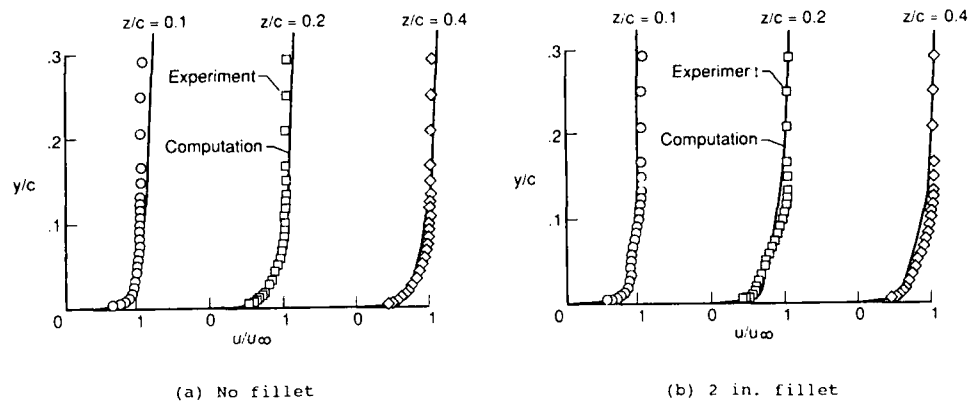 z/c = 0.1
z/c = 0.2
z/c = 0.4
.3
.2
.1
y/c
Experiment
Computation
0
1
0
1
0
1
u/u∞
(a) No fillet
z/c = 0.1
z/c = 0.2
z/c = 0.4
.3
.2
.1
y/c
Experimer t
Computation
0
1
0
1
0
1
u/u∞
(b) 2 in. fillet